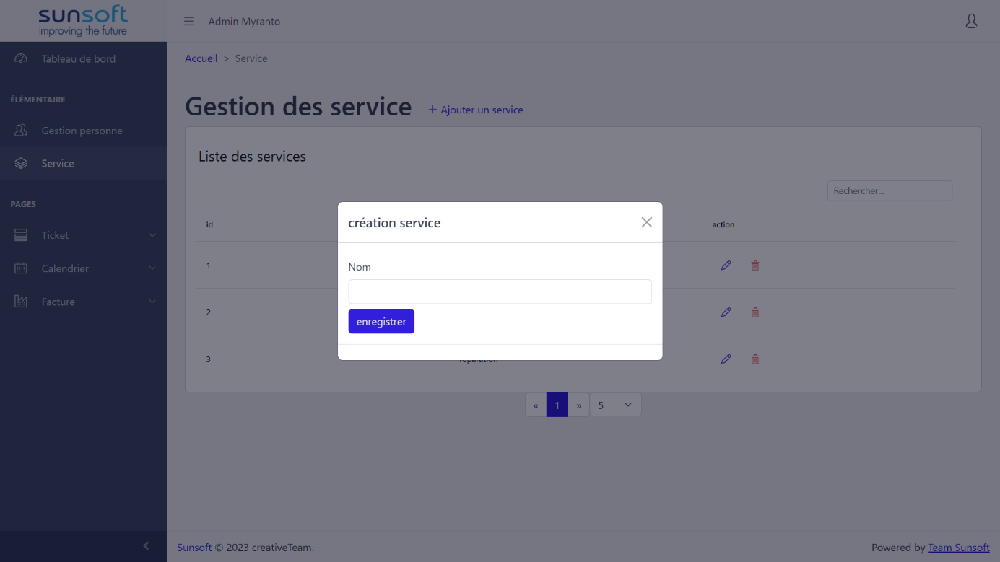 sunsoft
improving the future
Admin Myranto
Tableau de bord
Accueil > Service
ÉLÉMENTAIRE
Gestion des service
+ Ajouter un service
Gestion personne
Service
Liste des services
Rechercher...
PAGES
id
action
Ticket
Calendrier
Facture
1
2
3
réparation
création service
Nom
enregistrer
« 1 » 5
Sunsoft © 2023 creativeTeam.
Powered by Team Sunsoft